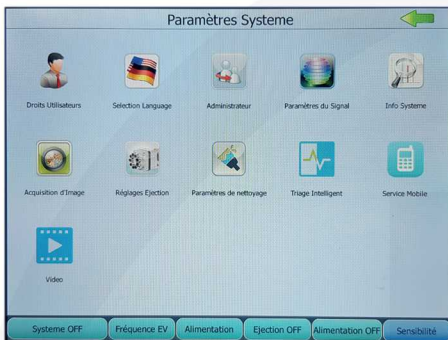 Paramètres Systeme
Droits Utilisateurs
Selection Language
Administrateur
Paramètres du Signal
Info Systeme
Acquisition d'Image
Réglages Ejection
Paramètres de nettoyage
Triage Intelligent
Service Mobile
Video
Systeme OFF
Fréquence EV
Alimentation
Ejection OFF
Alimentation OFF
Sensibilité